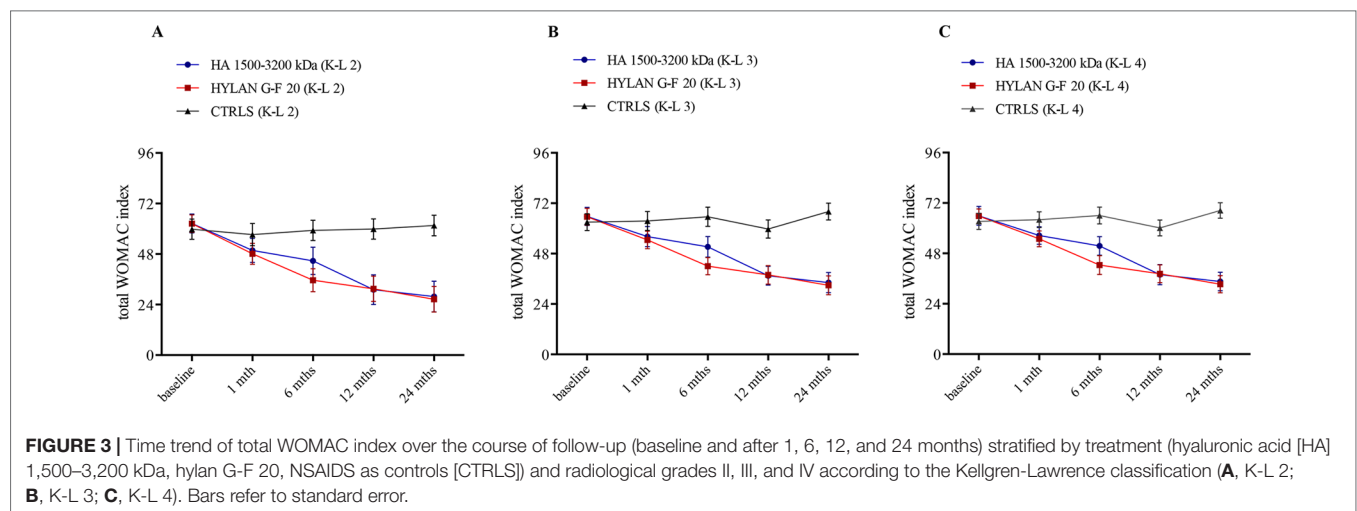 A
HA 1500-3200 kDa (K-L 2)
HYLAN G-F 20 (K-L 2)
CTRLS (K-L 2)
total WOMAC index
96
72
48
24
0
baseline
1 mth
6 mths
12 mths
24 mths
B
HA 1500-3200 kDa (K-L 3)
HYLAN G-F 20 (K-L 3)
CTRLS (K-L 3)
total WOMAC index
96
72
48
24
0
baseline
1 mth
6 mths
12 mths
24 mths
C
HA 1500-3200 kDa (K-L 4)
HYLAN G-F 20 (K-L 4)
CTRLS (K-L 4)
total WOMAC index
96
72
48
24
0
baseline
1 mth
6 mths
12 mths
24 mths
FIGURE 3 | Time trend of total WOMAC index over the course of follow-up (baseline and after 1, 6, 12, and 24 months) stratified by treatment (hyaluronic acid [HA]
1,500–3,200 kDa, hylan G-F 20, NSAIDS as controls [CTRLS]) and radiological grades II, III, and IV according to the Kellgren-Lawrence classification (A, K-L 2;
B, K-L 3; C, K-L 4). Bars refer to standard error.